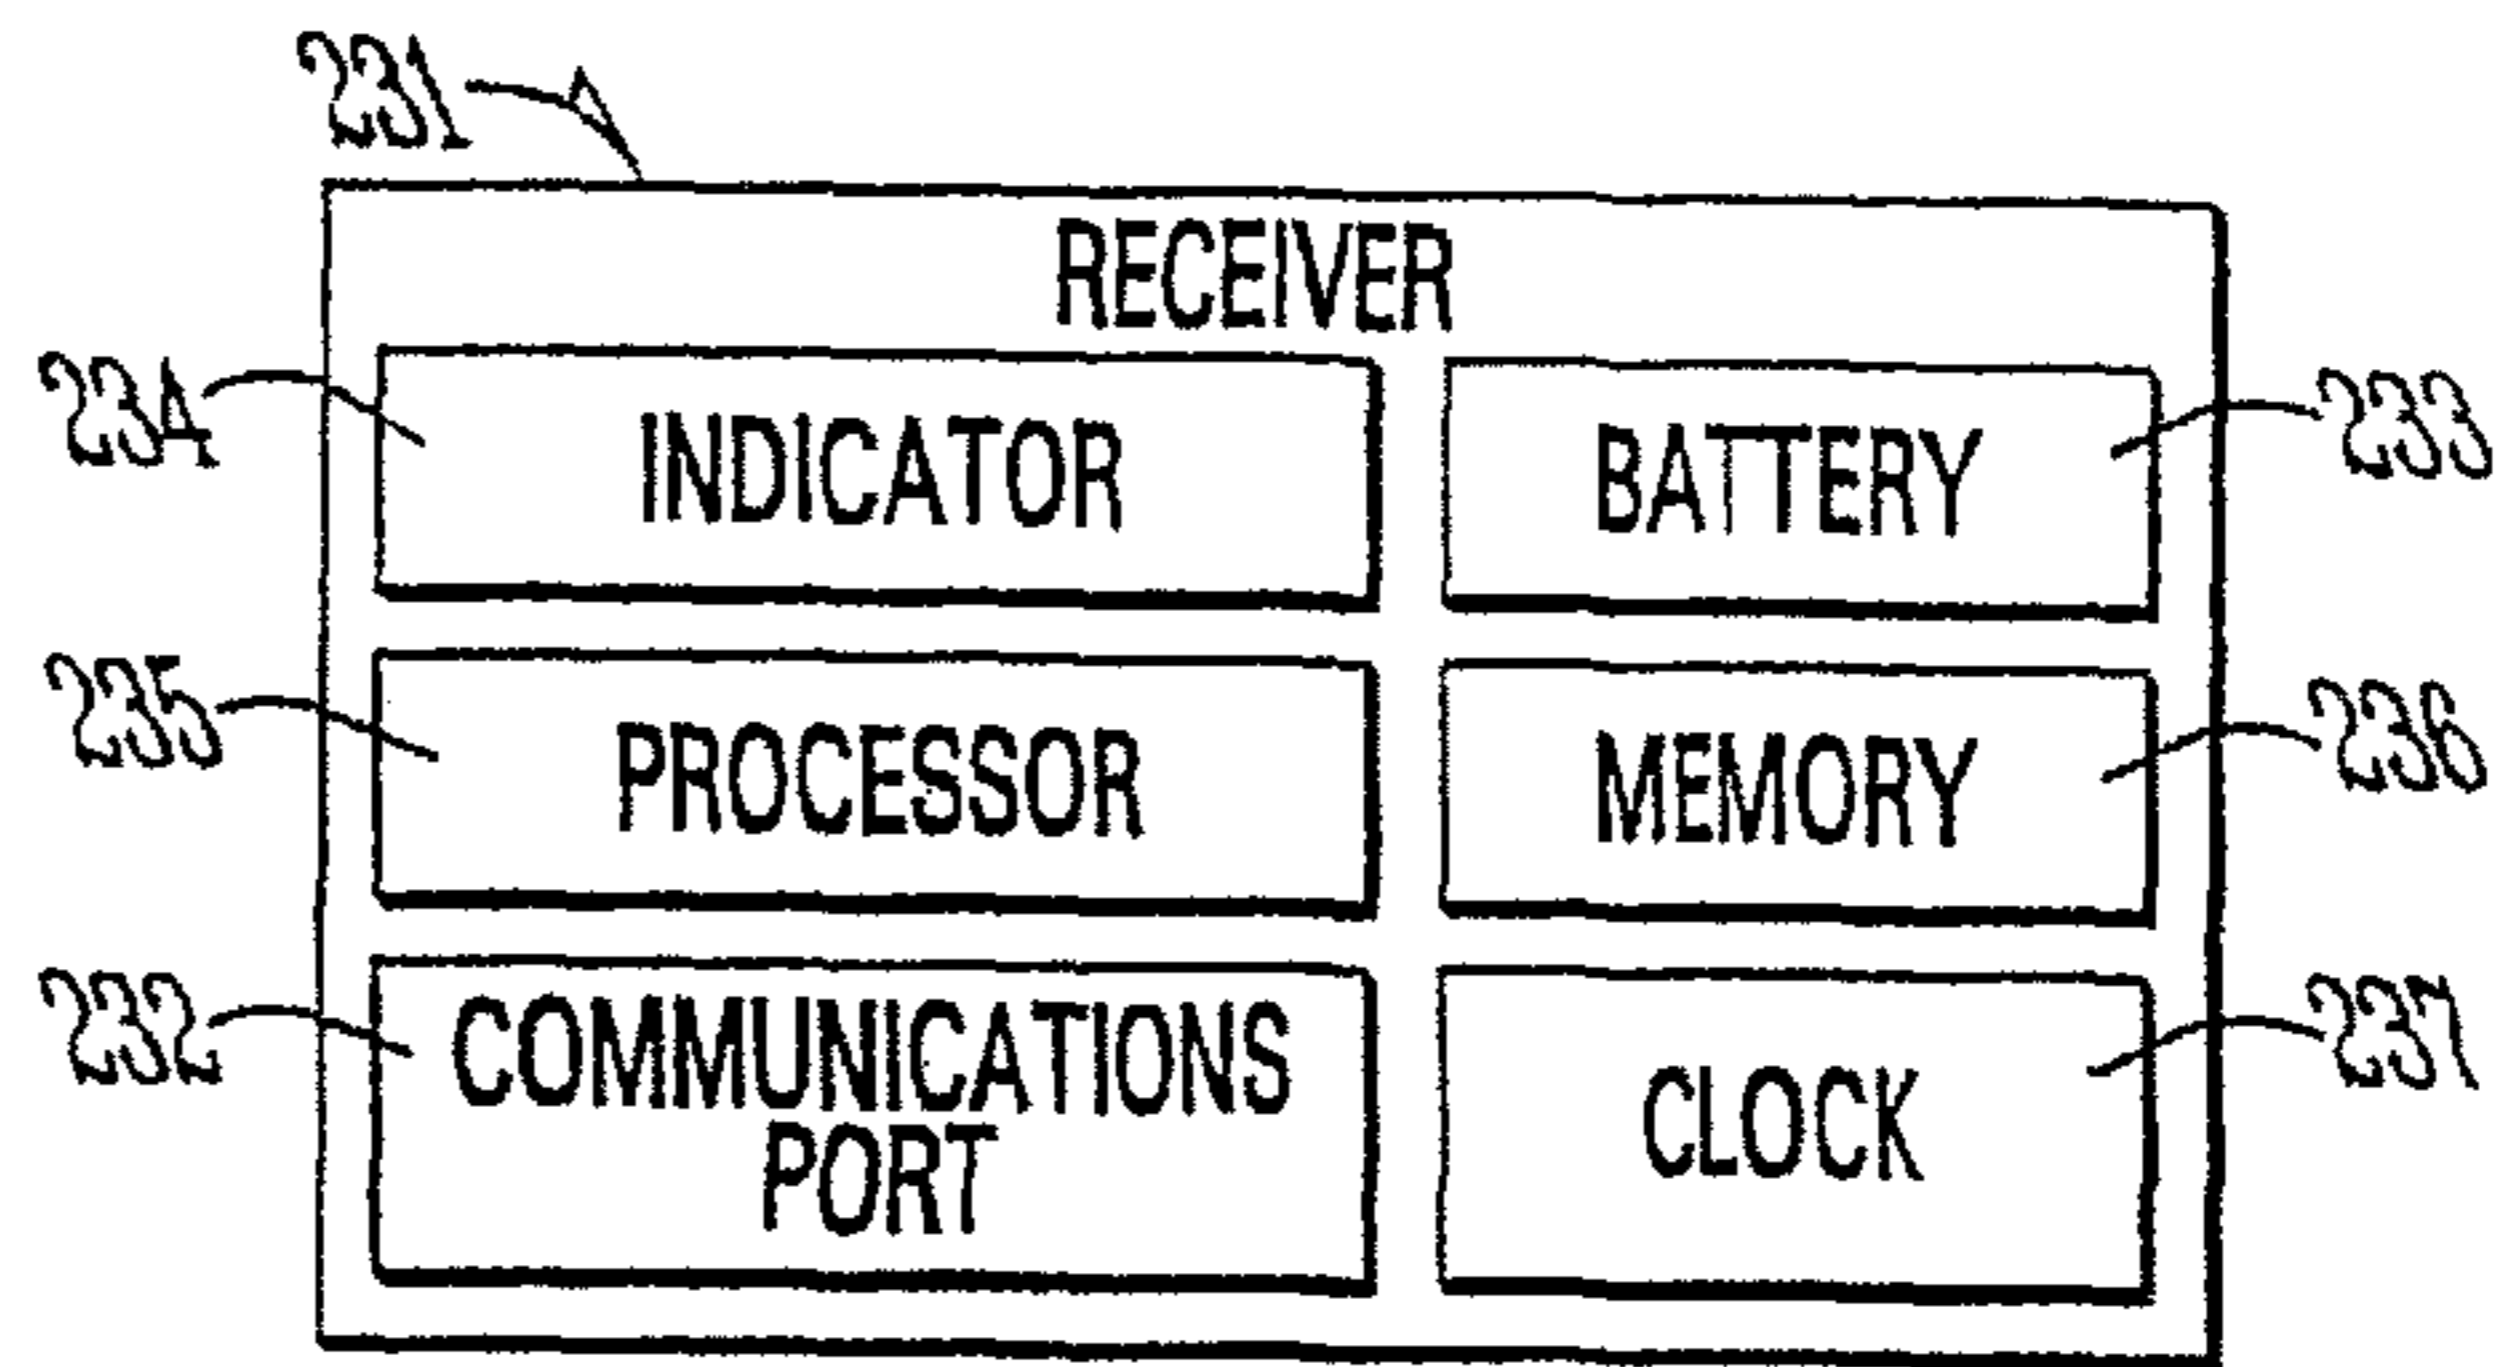 231
RECEIVER
234
INDICATOR
BATTERY
233
235
PROCESSOR
MEMORY
236
232
COMMUNICATIONS
PORT
CLOCK
237